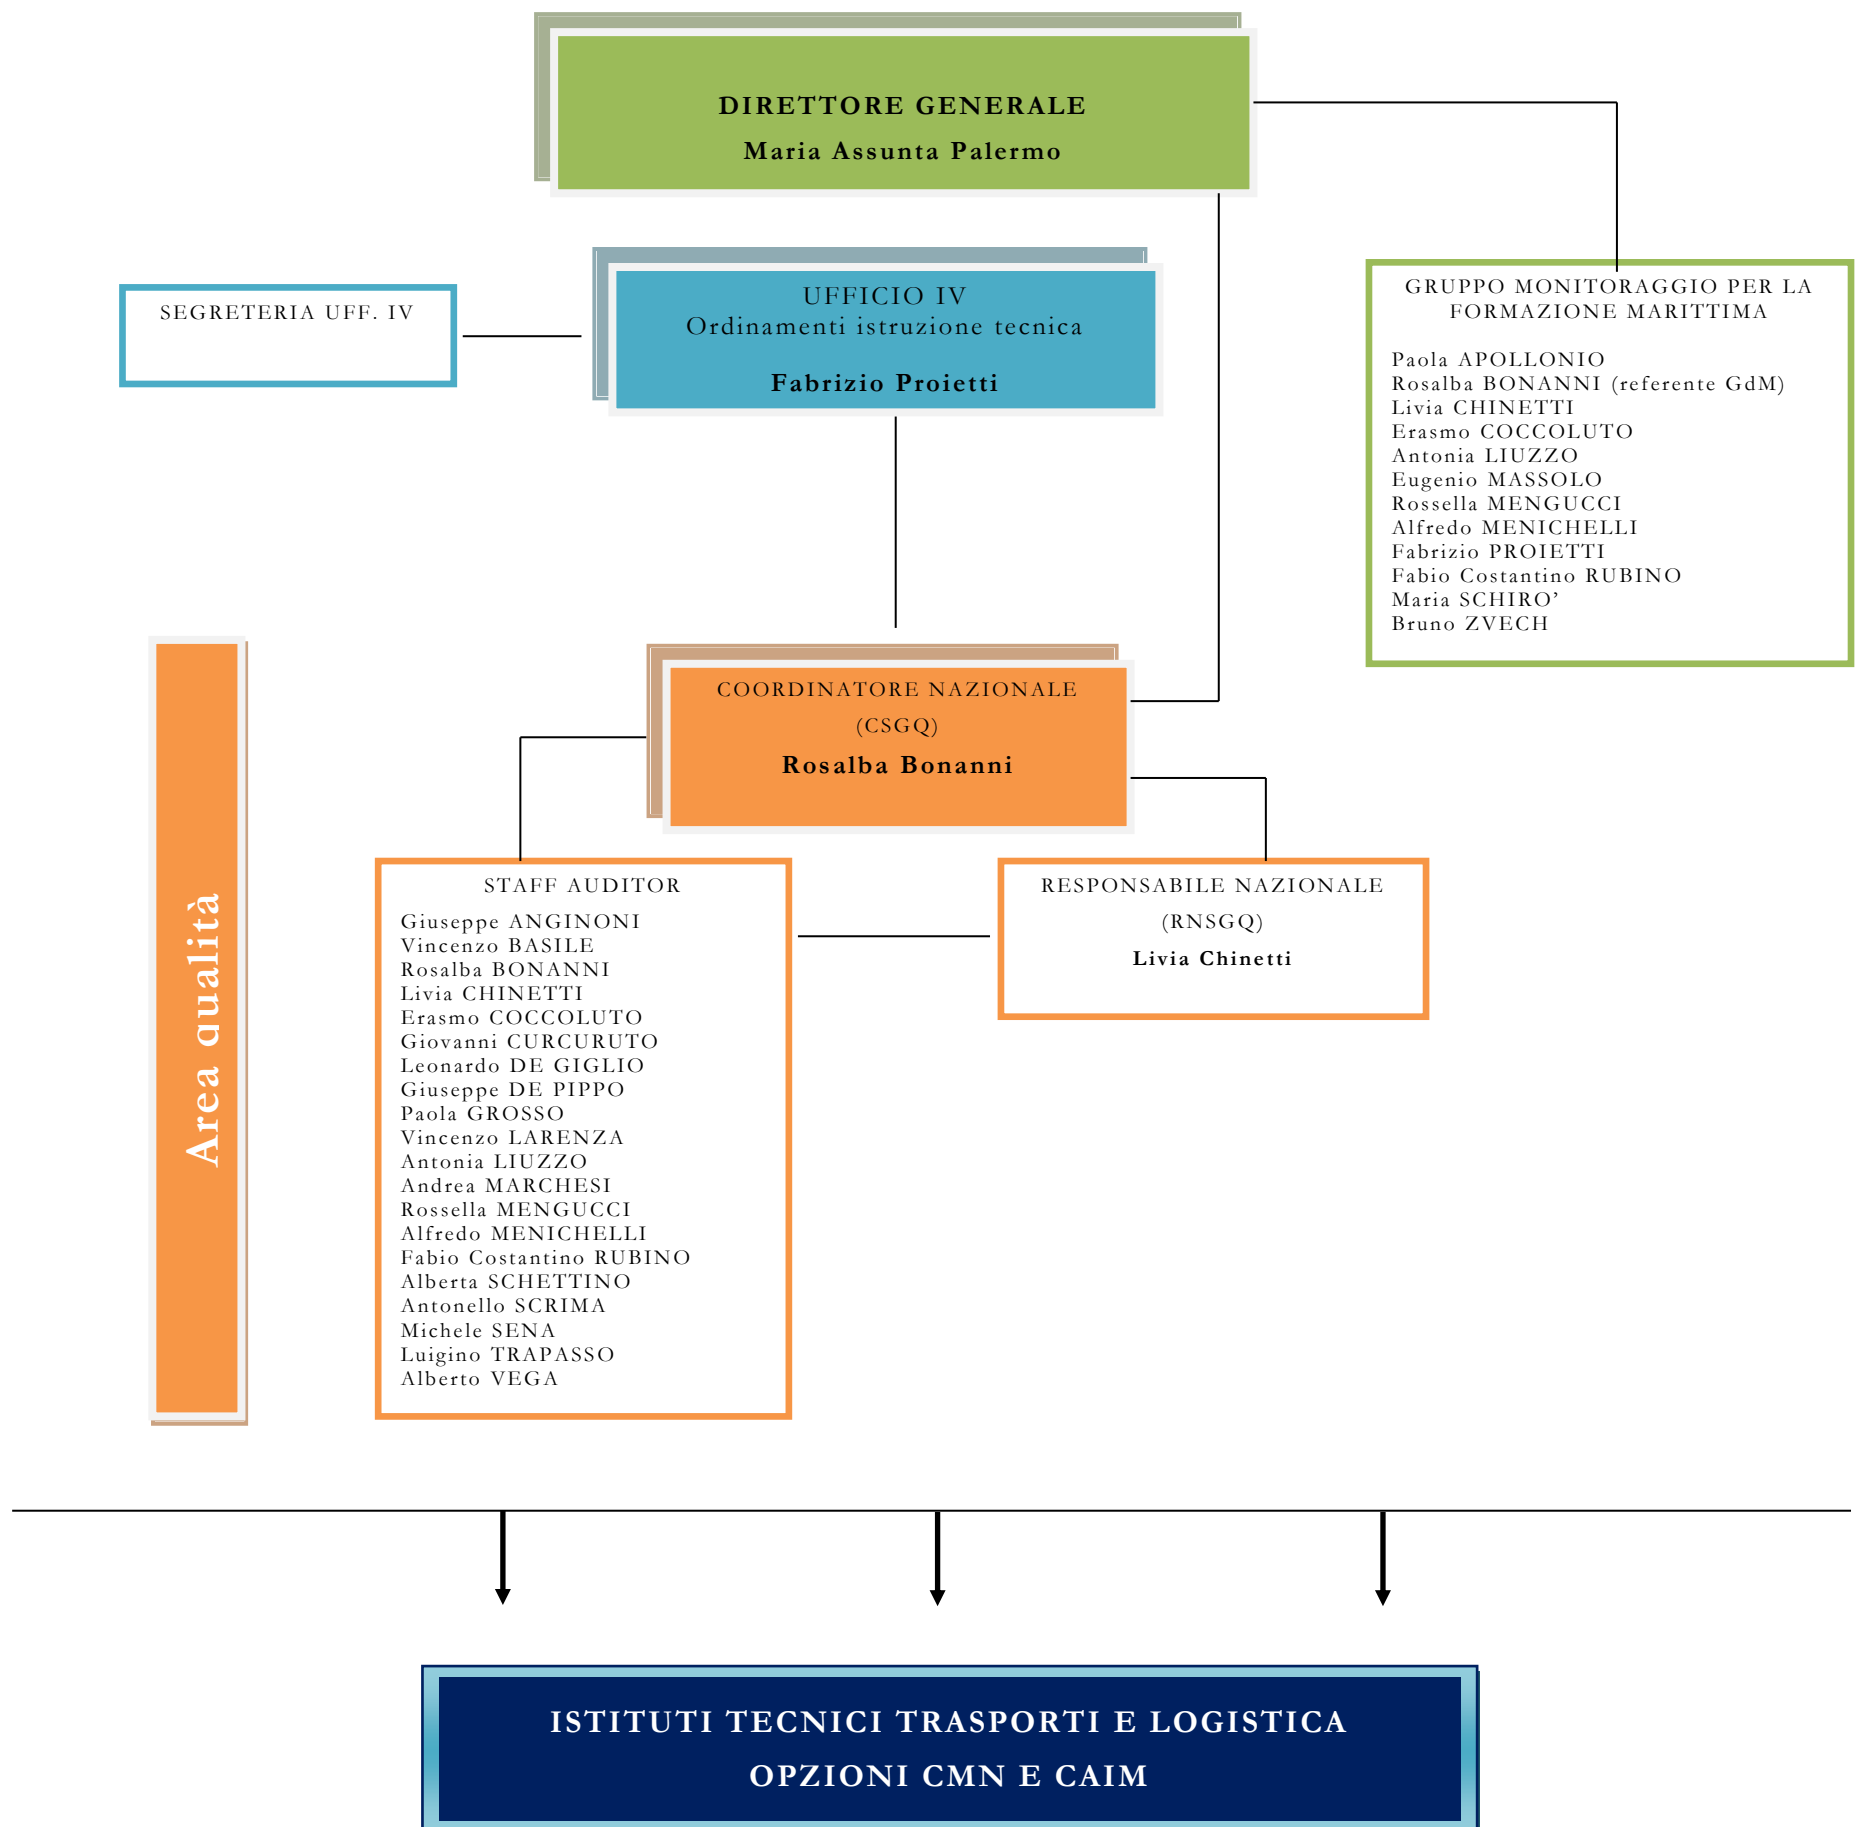 DIRETTORE GENERALE
Maria Assunta Palermo
SEGRETERIA UFF. IV
UFFICIO IV
Ordinamenti istruzione tecnica
Fabrizio Proietti
GRUPPO MONITORAGGIO PER LA
FORMAZIONE MARITTIMA
Paola APOLLONIO
Rosalba BONANNI (referente GdM)
Livia CHINETTI
Erasmo COCCOLUTO
Antonia LIUZZO
Eugenio MASSOLO
Rossella MENGUCCI
Alfredo MENICHELLI
Fabrizio PROIETTI
Fabio Costantino RUBINO
Maria SCHIRO’
Bruno ZVECH
Area qualità
COORDINATORE NAZIONALE
(CSGQ)
Rosalba Bonanni
STAFF AUDITOR
Giuseppe ANGINONI
Vincenzo BASILE
Rosalba BONANNI
Livia CHINETTI
Erasmo COCCOLUTO
Giovanni CURCURUTO
Leonardo DE GIGLIO
Giuseppe DE PIPPO
Paola GROSSO
Vincenzo LARENZA
Antonia LIUZZO
Andrea MARCHESI
Rossella MENGUCCI
Alfredo MENICHELLI
Fabio Costantino RUBINO
Alberta SCHETTINO
Antonello SCRIMA
Michele SENA
Luigino TRAPASSO
Alberto VEGA
RESPONSABILE NAZIONALE
(RNSGQ)
Livia Chinetti
ISTITUTI TECNICI TRASPORTI E LOGISTICA
OPZIONI CMN E CAIM